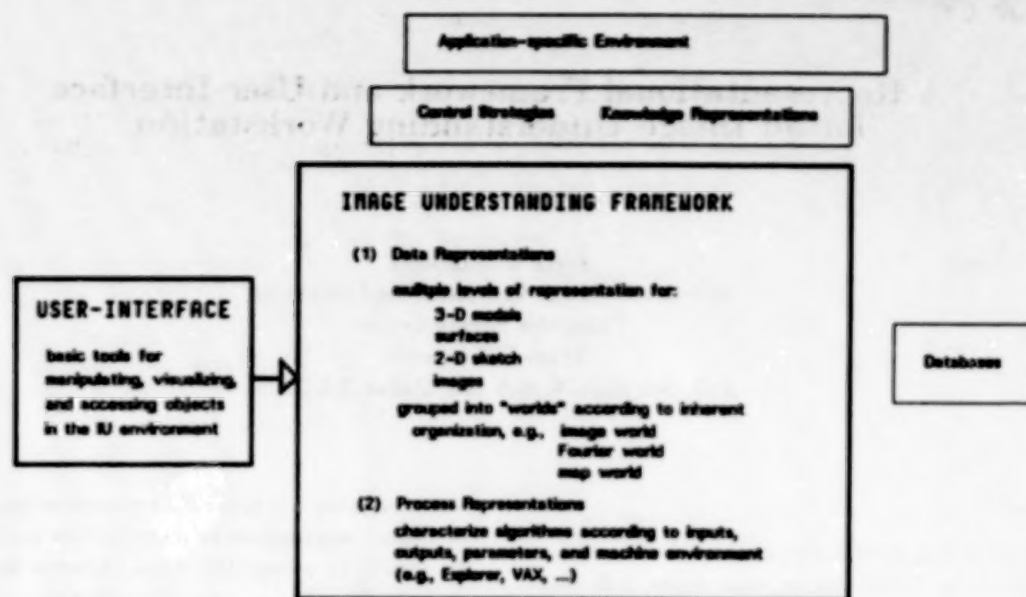 Application-specific Environment
Control Strategies Knowledge Representations
IMAGE UNDERSTANDING FRAMEWORK
(1) Data Representations
multiple levels of representation for:
3-D models
surfaces
2-D sketch
images
grouped into "worlds" according to inherent
organization, e.g., image world
Fourier world
map world
(2) Process Representations
characterize algorithms according to inputs,
outputs, parameters, and machine environment
(e.g., Explorer, VAX, ...)
USER-INTERFACE
basic tools for
manipulating, visualizing,
and accessing objects
in the IU environment
Databases